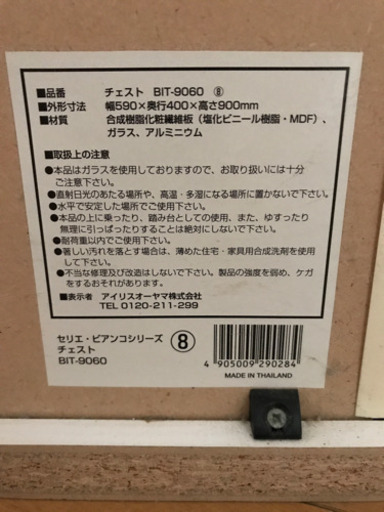 ■品番　チェスト BIT-9060 ⑧
■外形寸法　幅590×奥行400×高さ900mm
■材質　合成樹脂化粧繊維板（塩化ビニール樹脂・MDF）、
ガラス、アルミニウム
■取扱上の注意
●本品はガラスを使用しておりますので、お取り扱いには十分
ご注意下さい。
●直射日光のあたる場所や、高温・多湿になる場所に置かないで下さい。
●水平で安定した場所でご使用下さい。
●本品の上に乗ったり、踏み台としての使用、また、ゆすったり
無理に引っぱったりすることは絶対にしないで下さい。
●耐荷重以内でご使用下さい。
●著しい汚れを落とす場合は、薄めた住宅・家具用合成洗剤を使用
して下さい。
●不当な修理及び改造はしないで下さい。製品の強度を弱め、ケガ
をするおそれがあります。
■表示者　アイリスオーヤマ株式会社
TEL 0120-211-299
セリエ・ビアンコシリーズ
チェスト
BIT-9060
⑧
4 905009 290284
MADE IN THAILAND